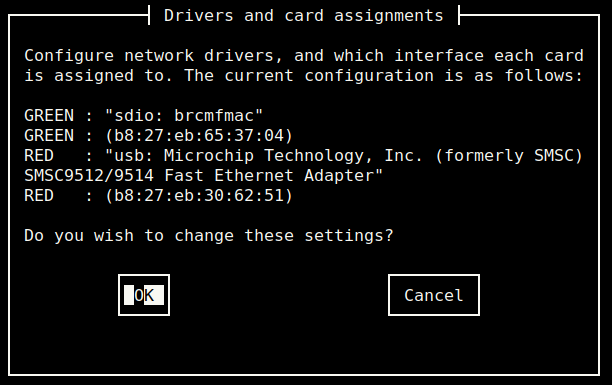 Drivers and card assignments
Configure network drivers, and which interface each card
is assigned to. The current configuration is as follows:
GREEN : "sdio: brcmfmac"
GREEN : (b8:27:eb:65:37:04)
RED   : "usb: Microchip Technology, Inc. (formerly SMSC)
SMSC9512/9514 Fast Ethernet Adapter"
RED   : (b8:27:eb:30:62:51)
Do you wish to change these settings?
OK
Cancel